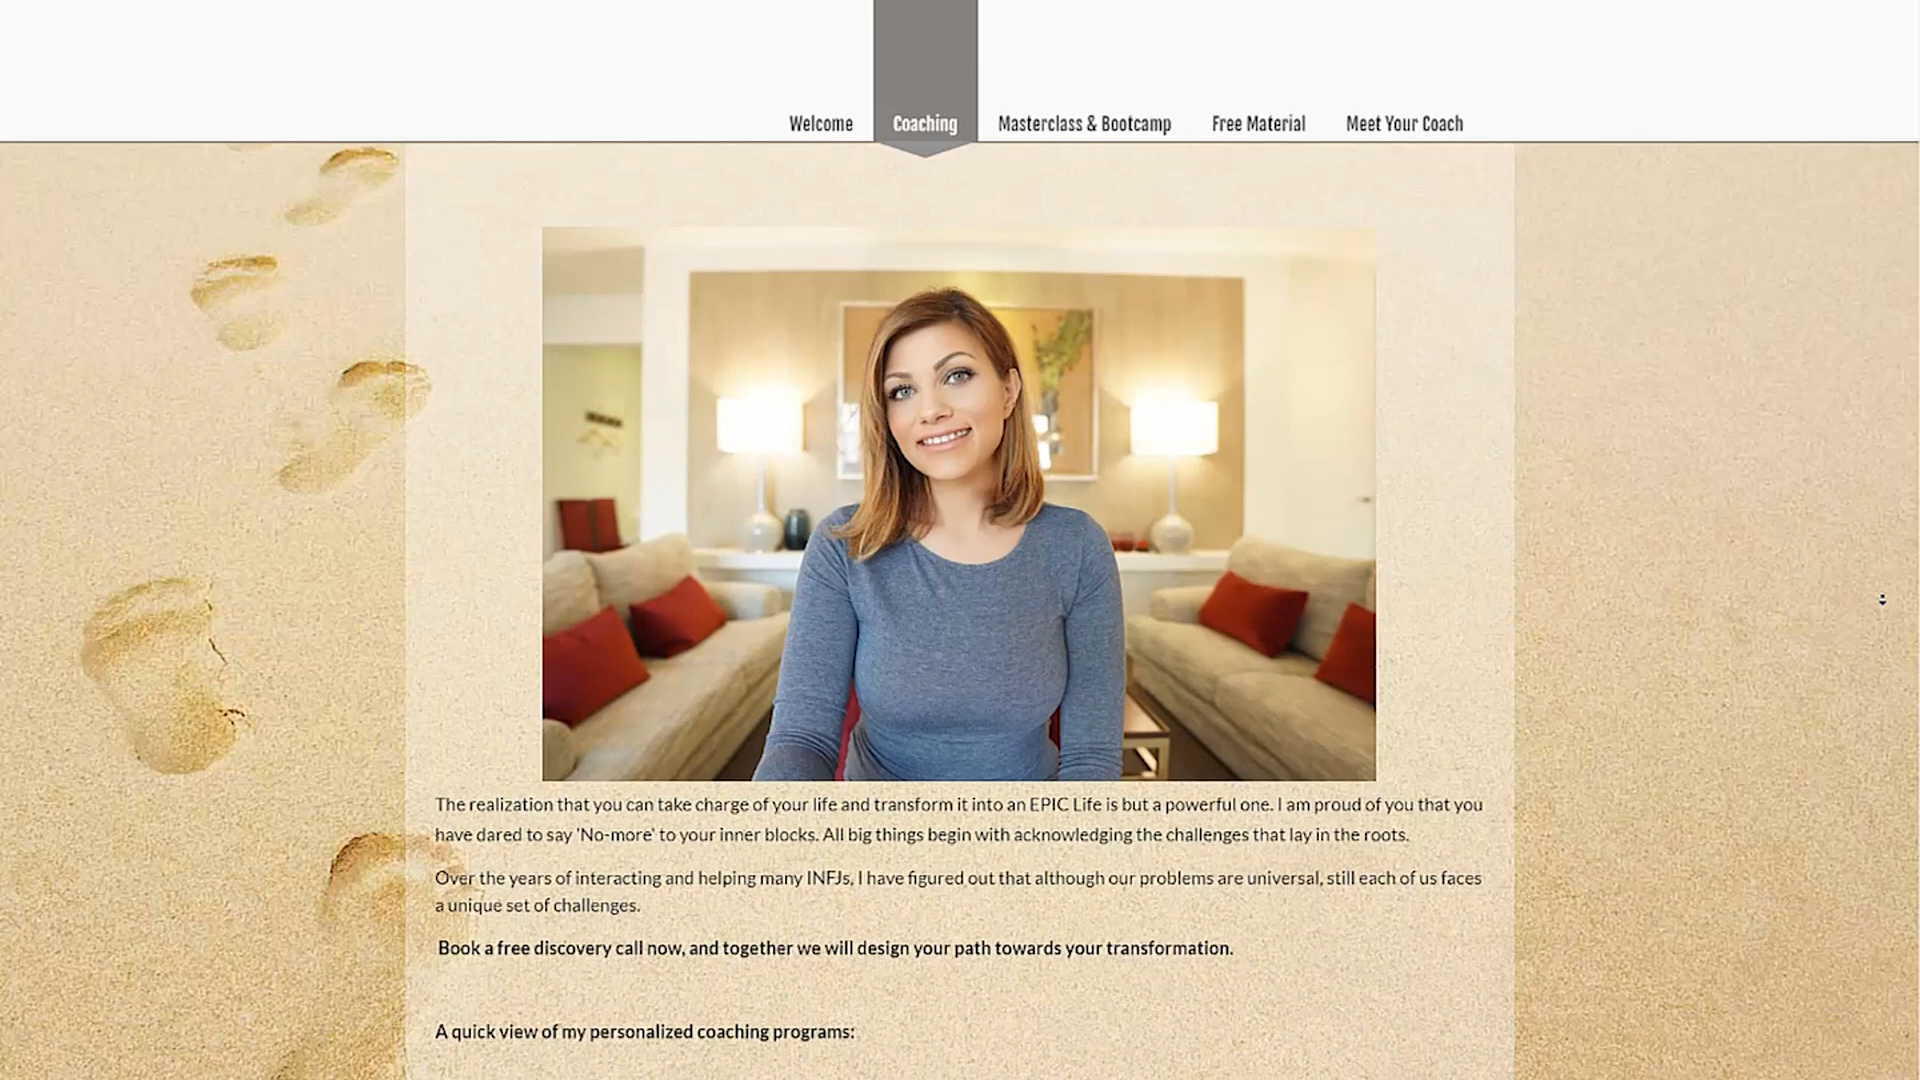 Welcome
Coaching
Masterclass & Bootcamp
Free Material
Meet Your Coach
The realization that you can take charge of your life and transform it into an EPIC Life is but a powerful one. I am proud of you that you
have dared to say 'No-more' to your inner blocks. All big things begin with acknowledging the challenges that lay in the roots.
Over the years of interacting and helping many INFJs, I have figured out that although our problems are universal, still each of us faces
a unique set of challenges.
Book a free discovery call now, and together we will design your path towards your transformation.
A quick view of my personalized coaching programs: